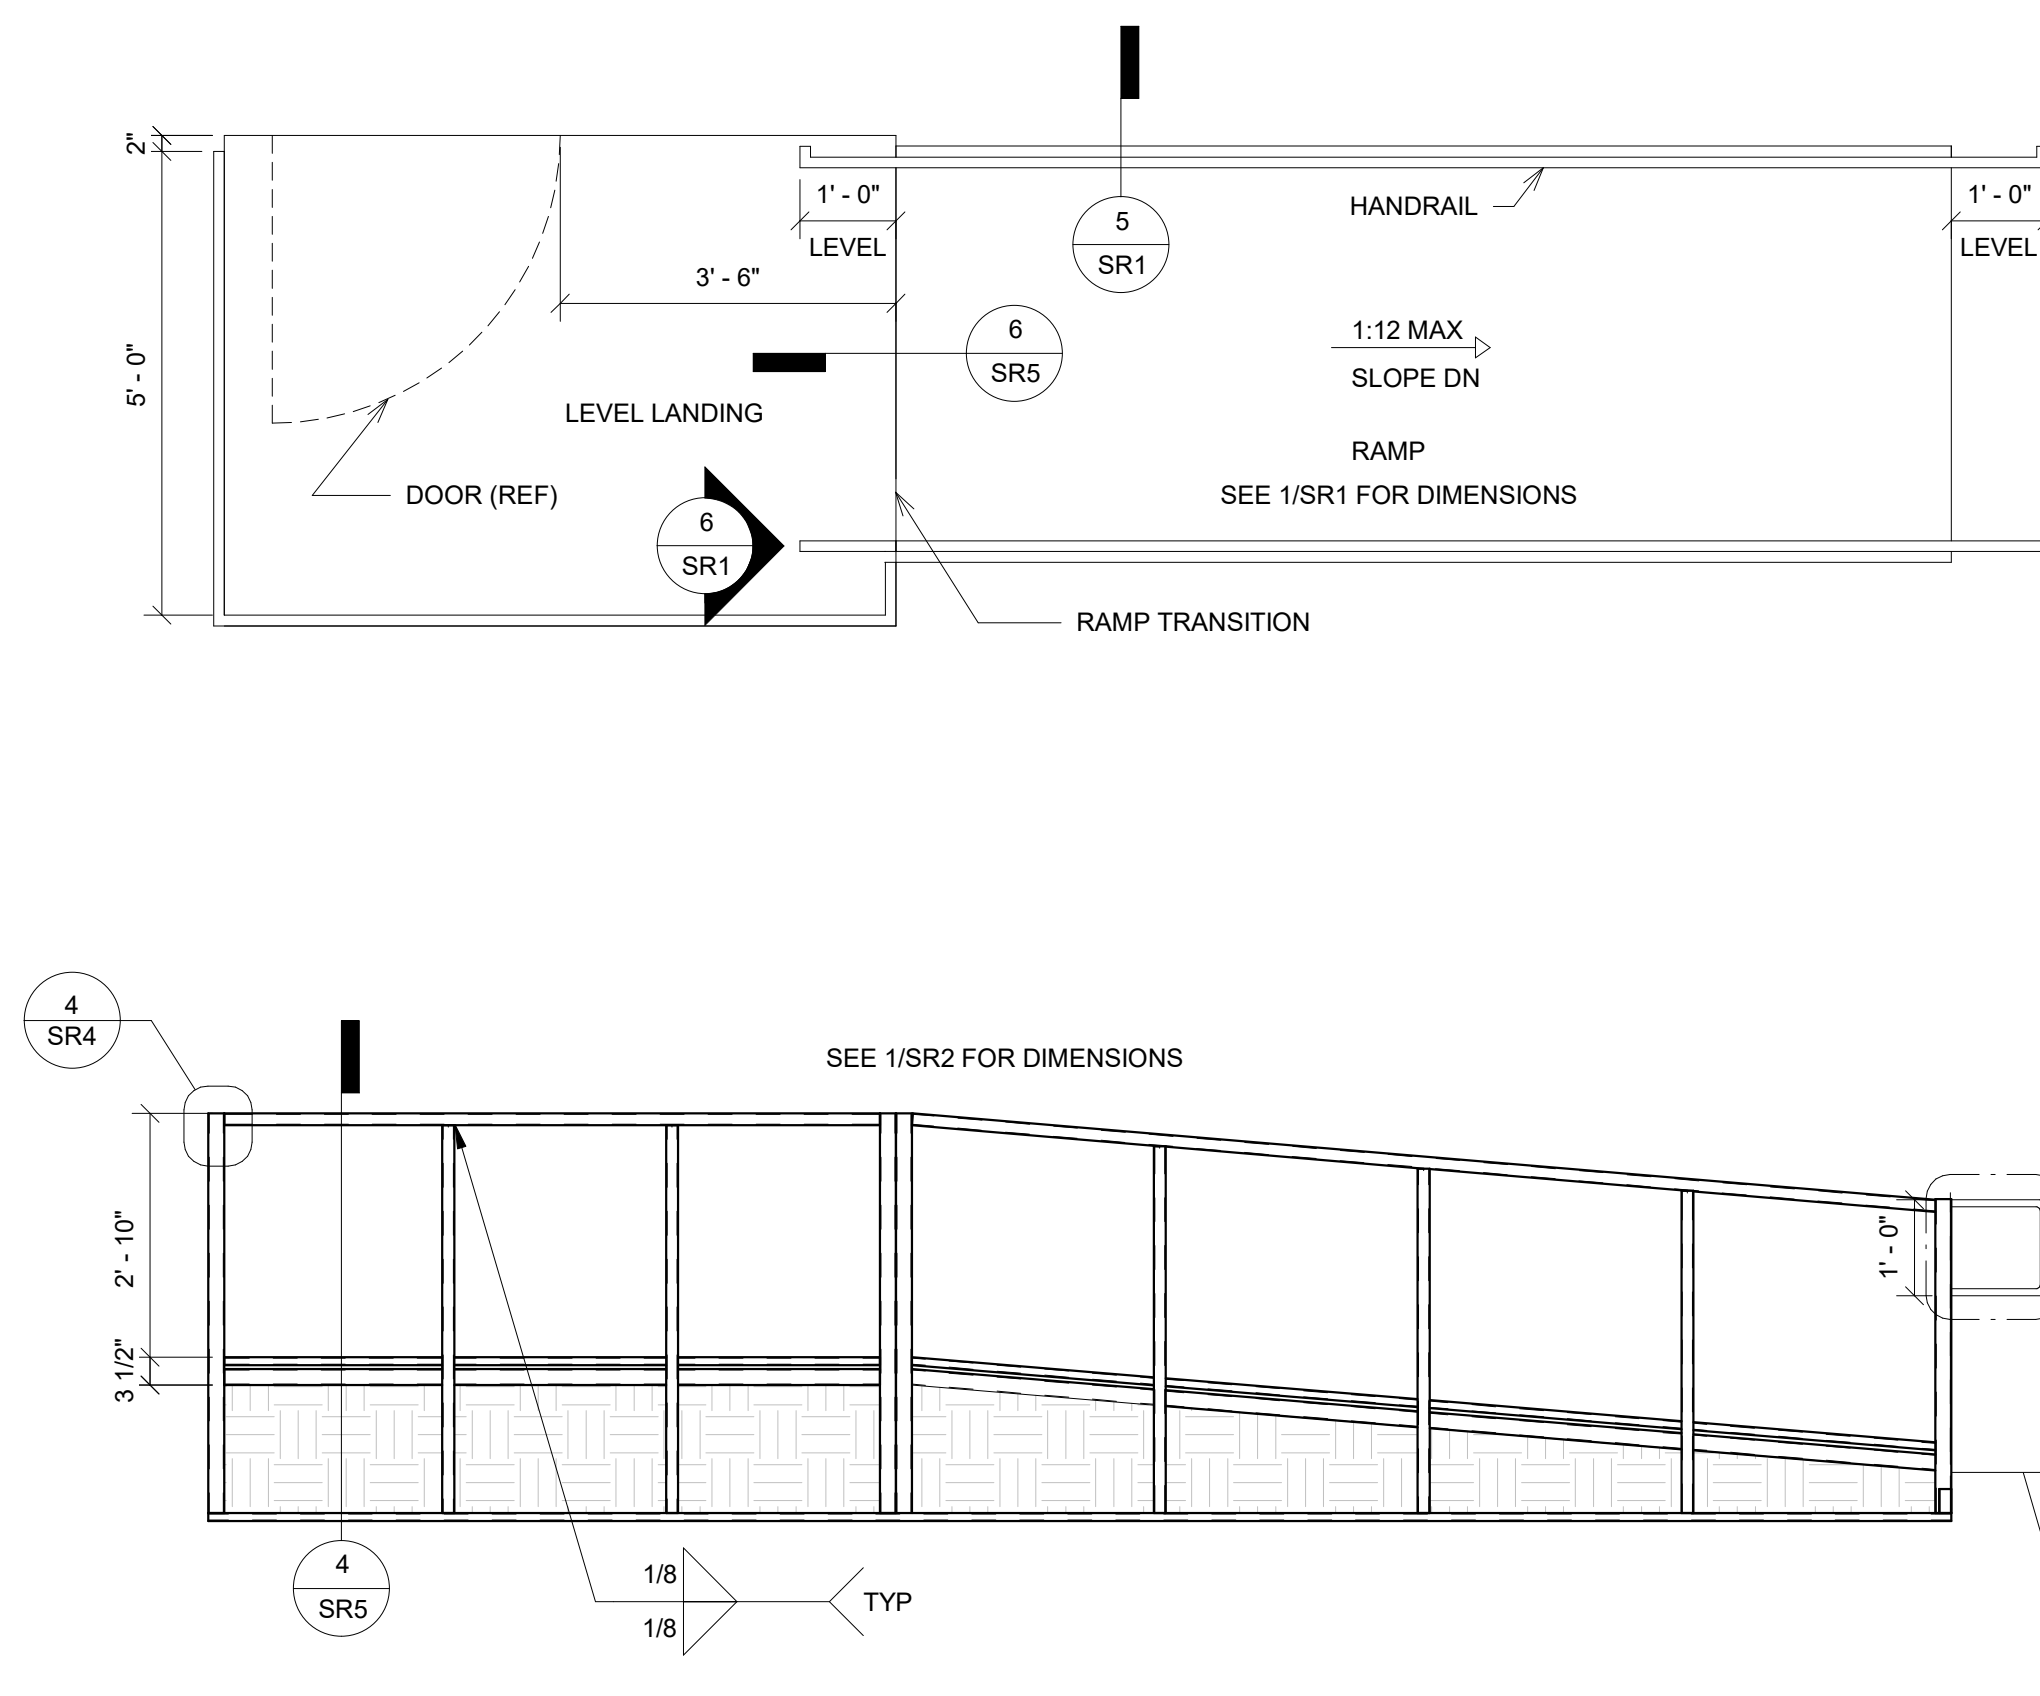 2"
5
SR1
1' - 0"
LEVEL
HANDRAIL
1' - 0"
LEVEL
3' - 6"
6
SR5
1:12 MAX
SLOPE DN
5' - 0"
LEVEL LANDING
RAMP
DOOR (REF)
SEE 1/SR1 FOR DIMENSIONS
6
SR1
RAMP TRANSITION
4
SR4
SEE 1/SR2 FOR DIMENSIONS
2' - 10"
1' - 0"
3 1/2"
4
SR5
1/8
1/8
TYP